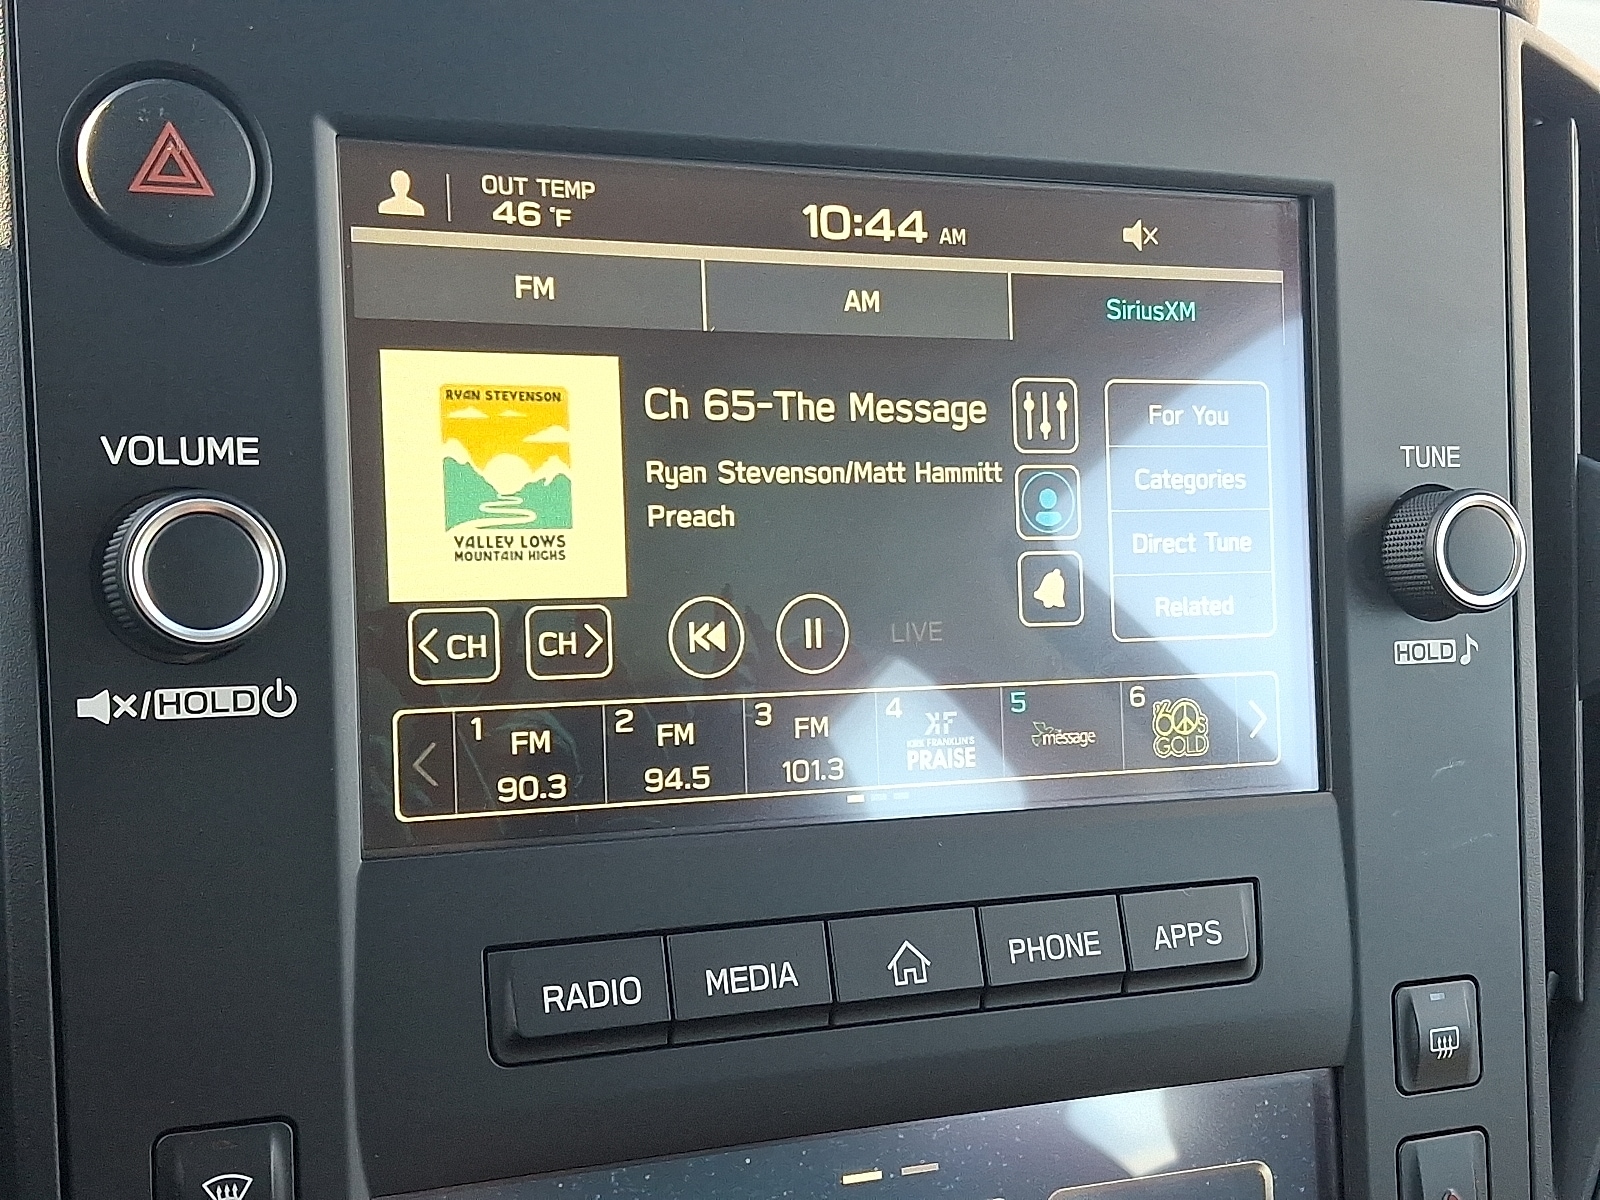 OUT TEMP
46 °F
10:44 AM
FM
AM
SiriusXM
RYAN STEVENSON
VALLEY LOWS
MOUNTAIN HIGHS
Ch 65-The Message
Ryan Stevenson/Matt Hammitt
Preach
For You
Categories
Direct Tune
Related
VOLUME
HOLD
TUNE
HOLD
CH
CH
LIVE
1
FM
90.3
2
FM
94.5
3
FM
101.3
4
KF
KIRK FRANKLIN'S
PRAISE
5
message
6
60s
GOLD
RADIO
MEDIA
PHONE
APPS